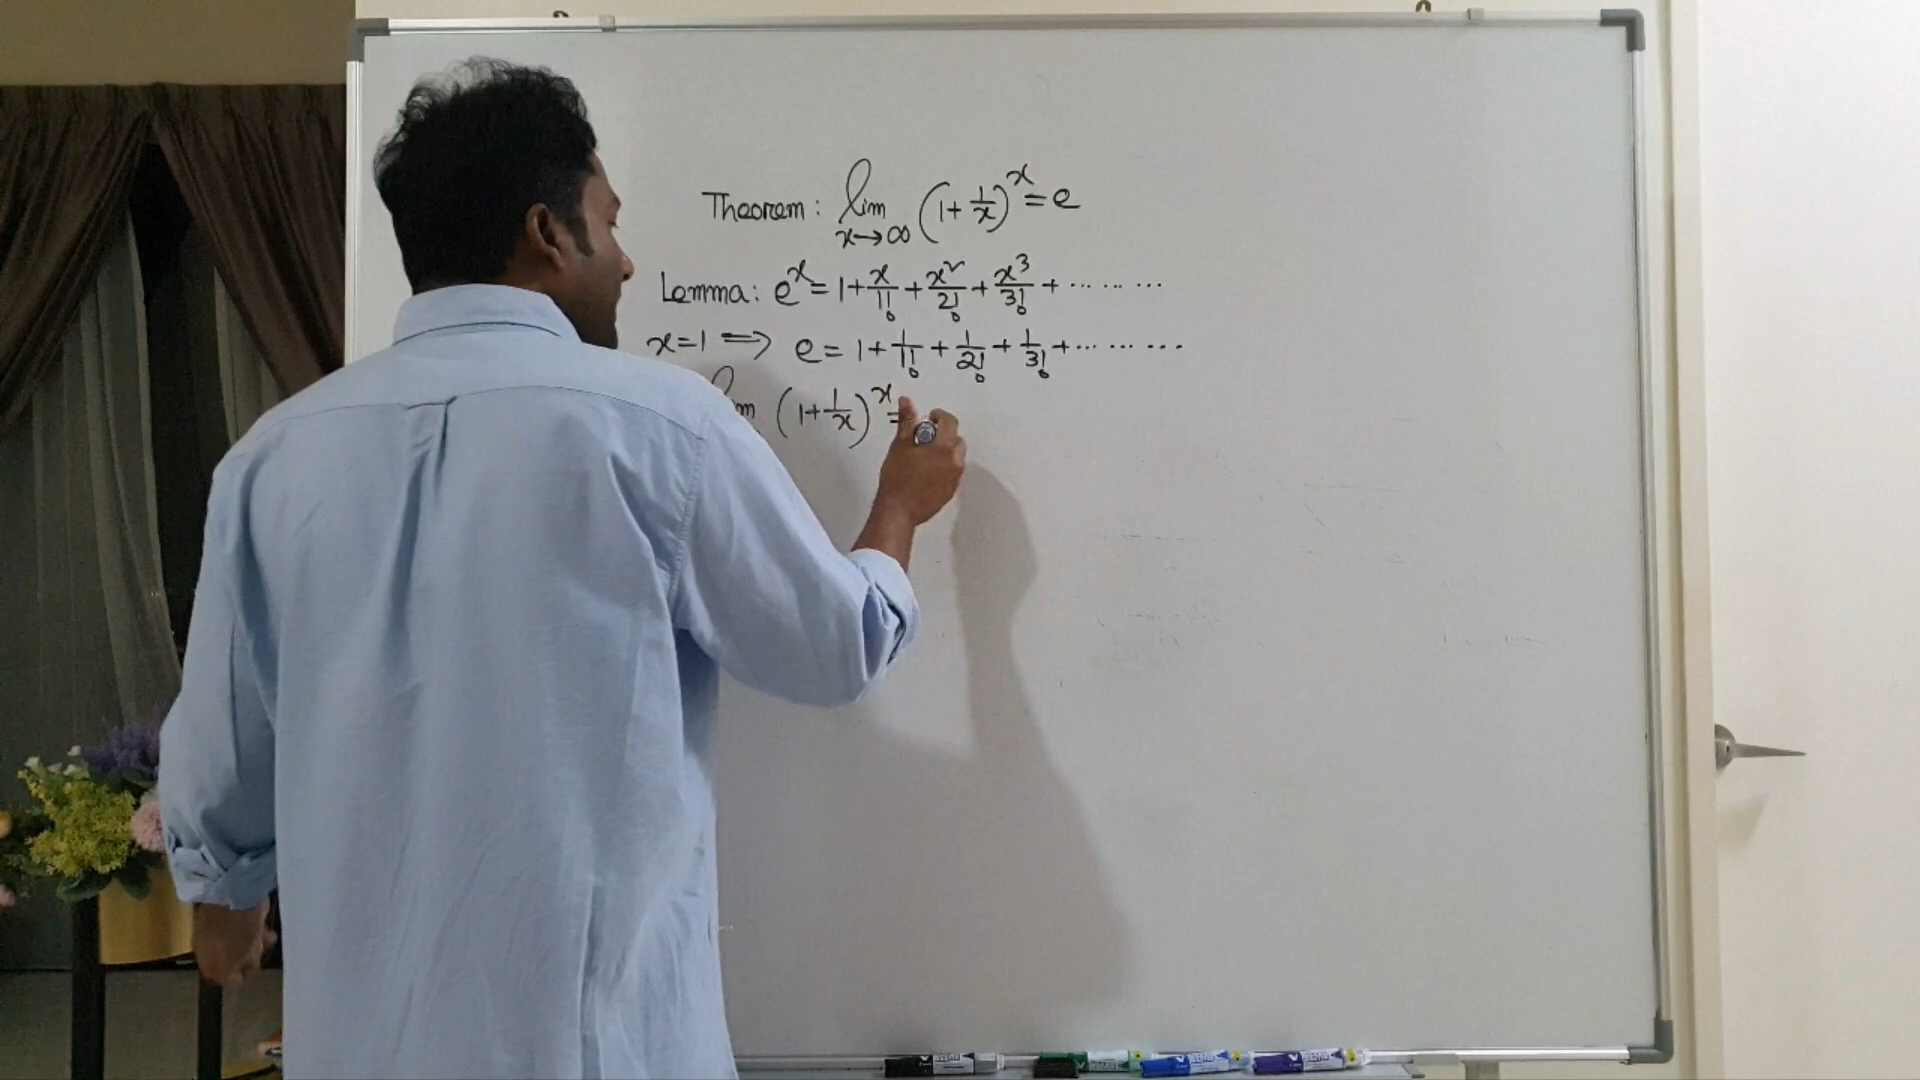 Theorem: lim x→∞ (1+1/x)^x = e
Lemma: e^x = 1+x/1!+x²/2!+x³/3!+.........
x=1 ⟹ e= 1+1/1!+1/2!+1/3!+.........
lim (1+1/x)^x =